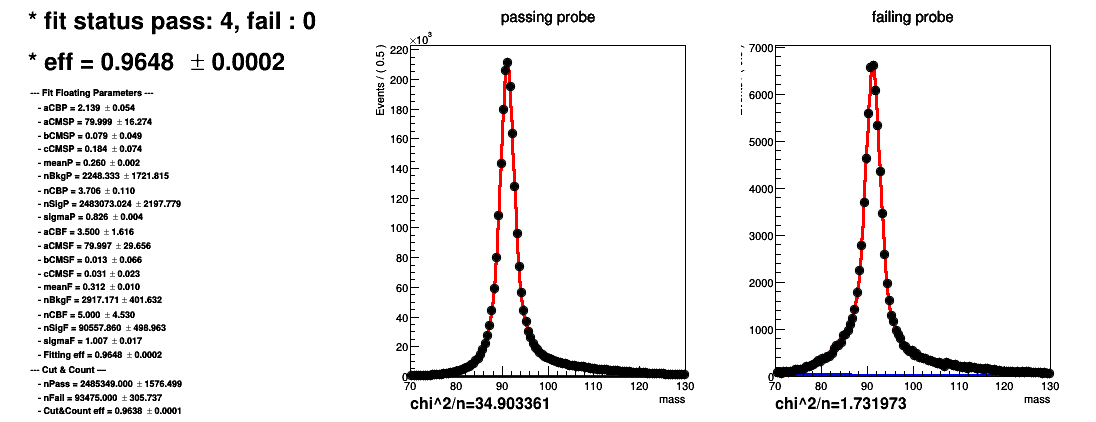 * fit status pass: 4, fail : 0
* eff = 0.9648 ± 0.0002
--- Fit Floating Parameters ---
- aCBP = 2.139 ± 0.054
- aCMSP = 79.999 ± 16.274
- bCMSP = 0.079 ± 0.049
- cCMSP = 0.184 ± 0.074
- meanP = 0.260 ± 0.002
- nBkgP = 2248.333 ± 1721.815
- nCBP = 3.706 ± 0.110
- nSigP = 2483073.024 ± 2197.779
- sigmaP = 0.826 ± 0.004
- aCBF = 3.500 ± 1.616
- aCMSF = 79.997 ± 29.656
- bCMSF = 0.013 ± 0.066
- cCMSF = 0.031 ± 0.023
- meanF = 0.312 ± 0.010
- nBkgF = 2917.171 ± 401.632
- nCBF = 5.000 ± 4.530
- nSigF = 90557.860 ± 498.963
- sigmaF = 1.007 ± 0.017
- Fitting eff = 0.9648 ± 0.0002
--- Cut & Count ---
- nPass = 2485349.000 ± 1576.499
- nFail = 93475.000 ± 305.737
- Cut&Count eff = 0.9638 ± 0.0001
passing probe
×10³
Events / ( 0.5 )
220
200
180
160
140
120
100
80
60
40
20
0
70 80 90 100 110 120 130
mass
chi^2/n=34.903361
failing probe
7000
6000
5000
4000
3000
2000
1000
0
70 80 90 100 110 120 130
mass
chi^2/n=1.731973